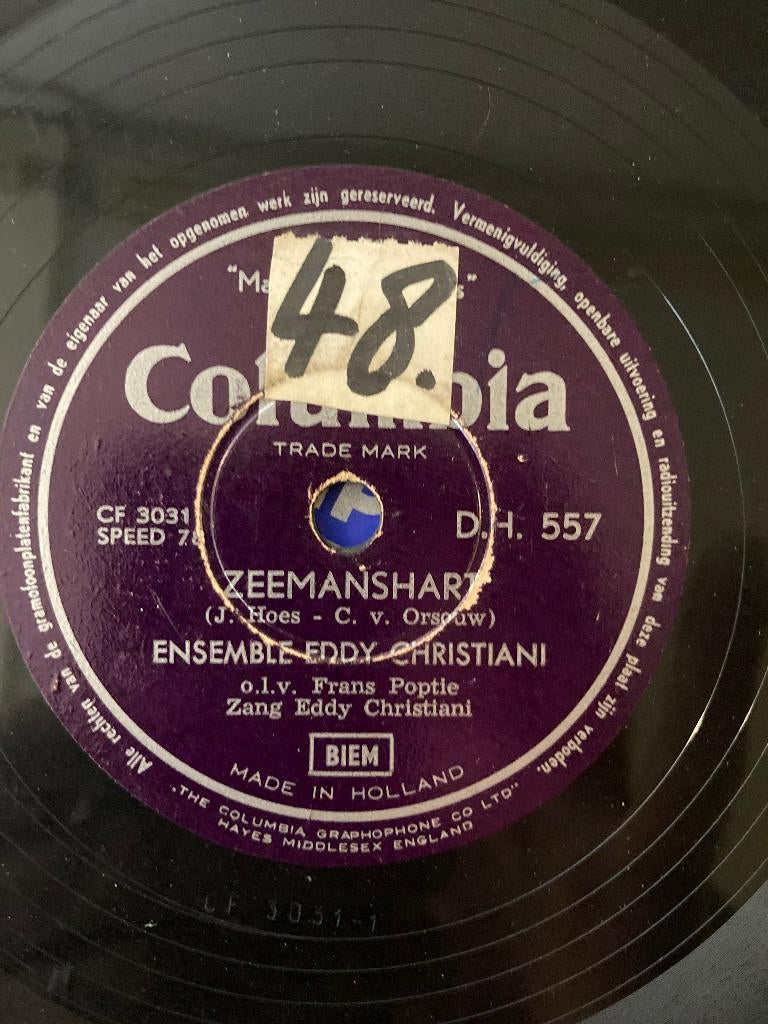 Alle rechten van de gramofoonplatenfabrikant en van de eigenaar van het opgenomen werk zijn gereserveerd. Vermenigvuldiging, openbare uitvoering en radiouitzending van deze plaat zijn verboden.
48.
Columbia
TRADE MARK
CF 3031
SPEED 78
D.H. 557
ZEEMANSHART
(J. Hoes - C. v. Orsouw)
ENSEMBLE EDDY CHRISTIANI
o.l.v. Frans Poptie
Zang Eddy Christiani
BIEM
MADE IN HOLLAND
"THE COLUMBIA GRAPHOPHONE CO LTD"
HAYES MIDDLESEX ENGLAND
CF 3031-1